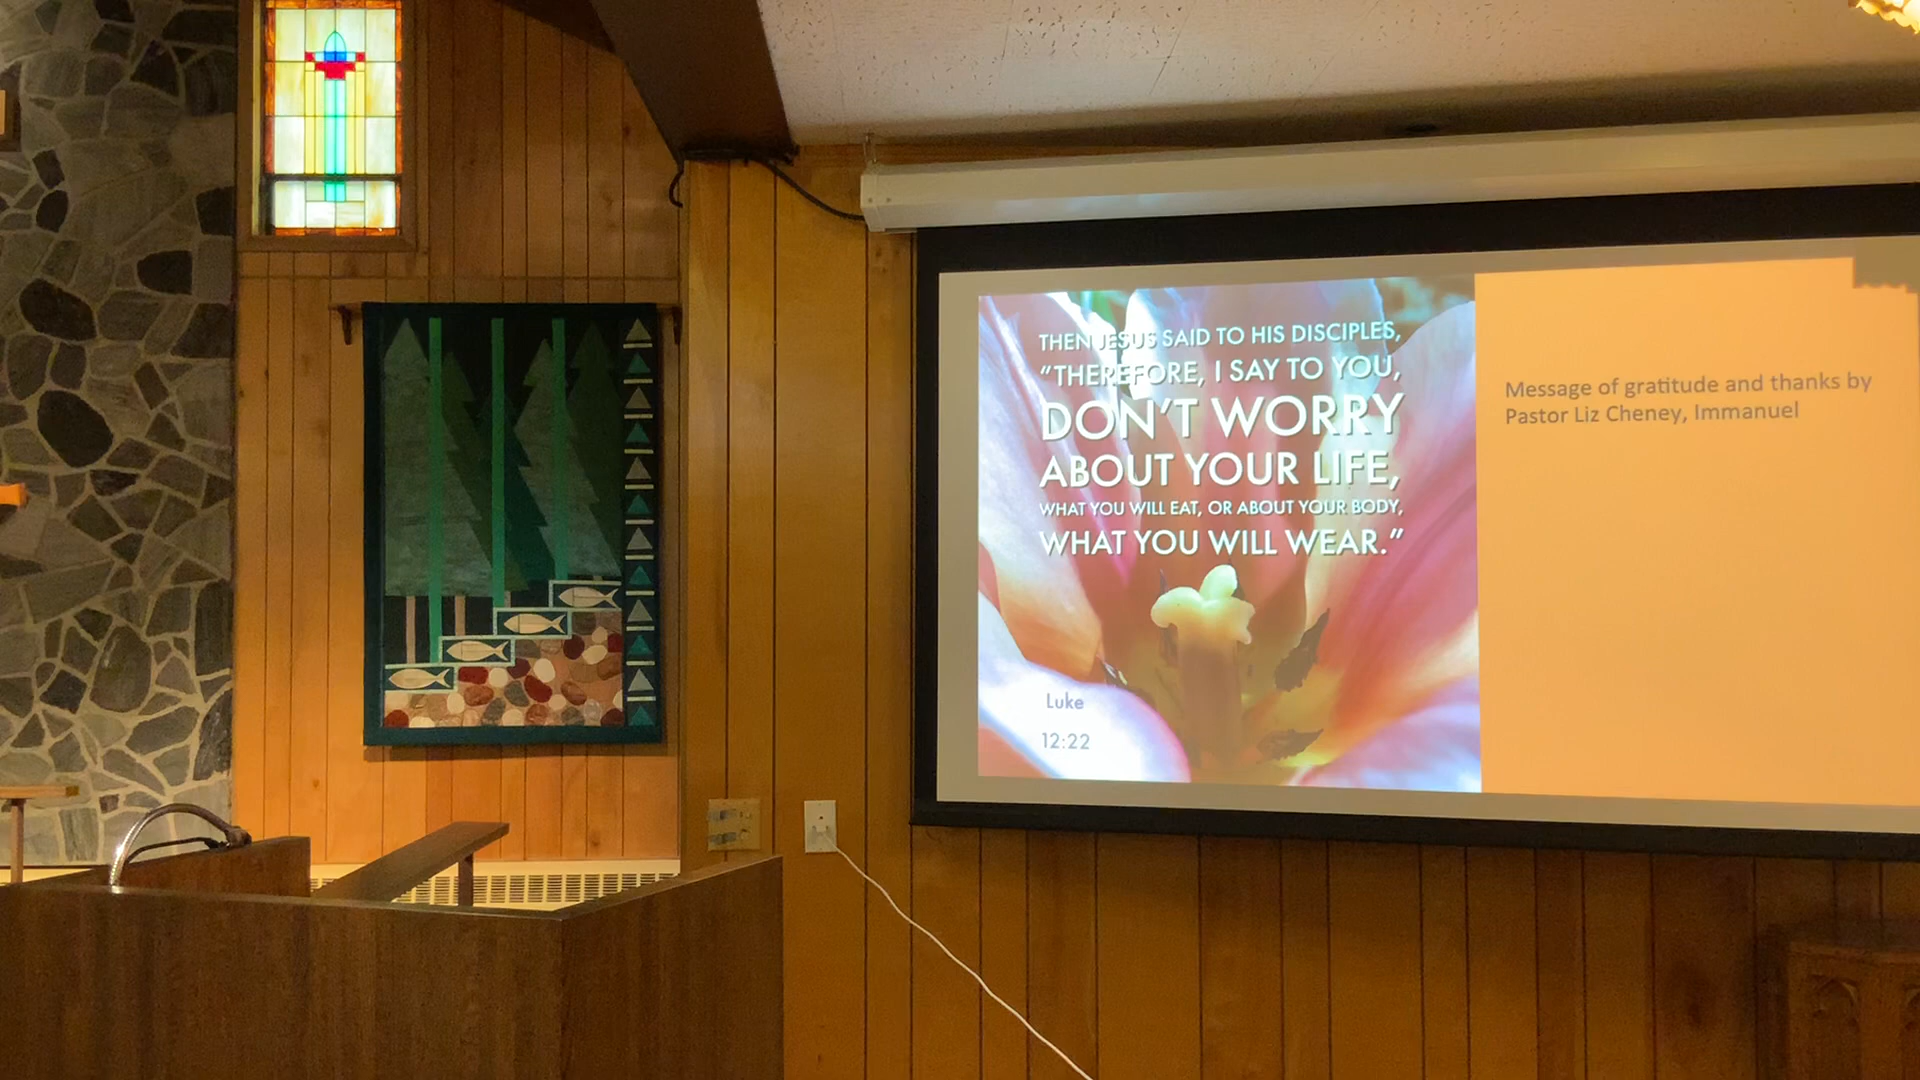 THEN JESUS SAID TO HIS DISCIPLES,
“THEREFORE, I SAY TO YOU,
DON’T WORRY
ABOUT YOUR LIFE,
WHAT YOU WILL EAT, OR ABOUT YOUR BODY,
WHAT YOU WILL WEAR.”
Luke
12:22
Message of gratitude and thanks by
Pastor Liz Cheney, Immanuel